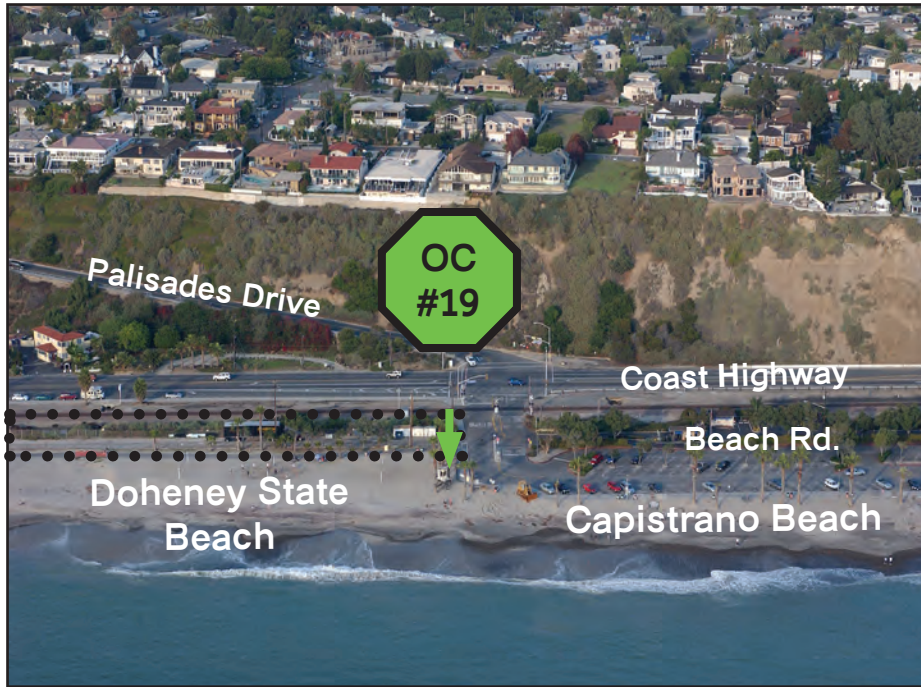 OC
#19
Palisades Drive
Coast Highway
Beach Rd.
Doheney State
Beach
Capistrano Beach